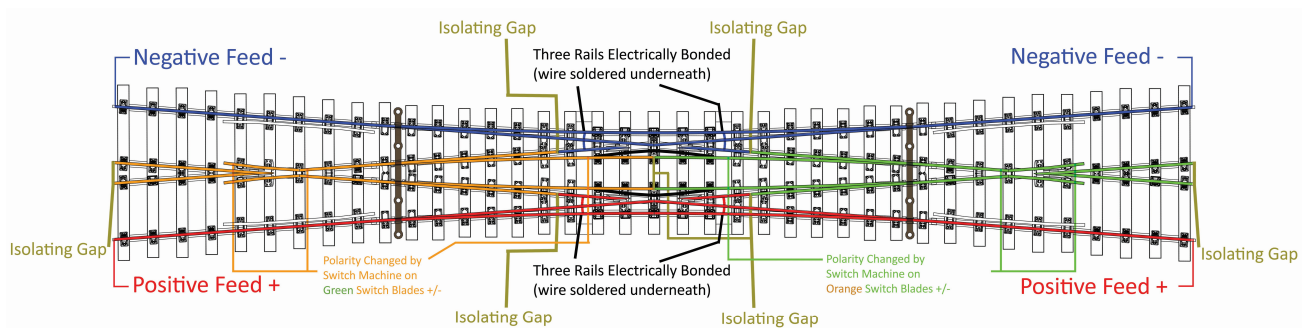 Isolating Gap
Isolating Gap
Negative Feed -
Three Rails Electrically Bonded
(wire soldered underneath)
Negative Feed -
Isolating Gap
Isolating Gap
Positive Feed +
Polarity Changed by
Switch Machine on
Green Switch Blades +/-
Three Rails Electrically Bonded
(wire soldered underneath)
Polarity Changed by
Switch Machine on
Orange Switch Blades +/-
Positive Feed +
Isolating Gap
Isolating Gap